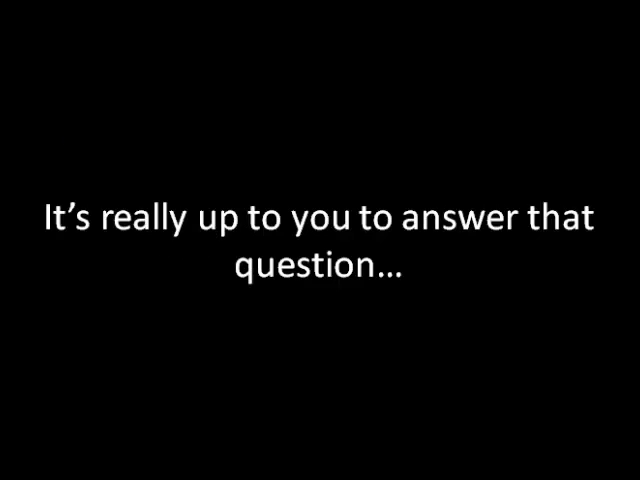 It’s really up to you to answer that
question…